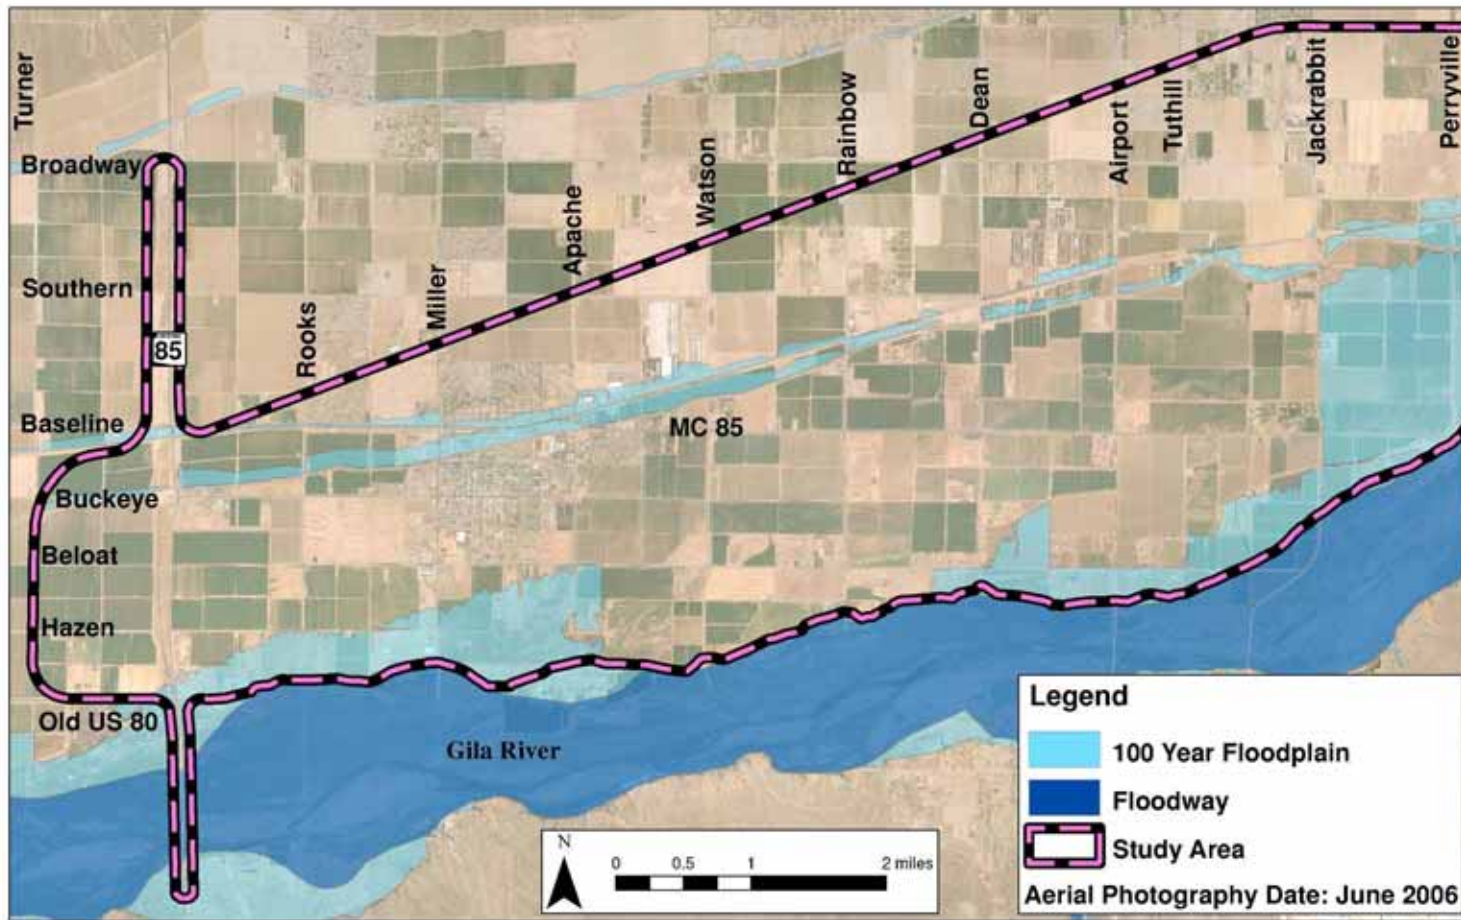 Turner
Broadway
Southern
85
Baseline
Buckeye
Beloat
Hazen
Old US 80
Rooks
Miller
Apache
Watson
Rainbow
Dean
Airport
Tuthill
Jackrabbit
Perryville
MC 85
Gila River
N
0 0.5 1 2 miles
Legend
100 Year Floodplain
Floodway
Study Area
Aerial Photography Date: June 2006